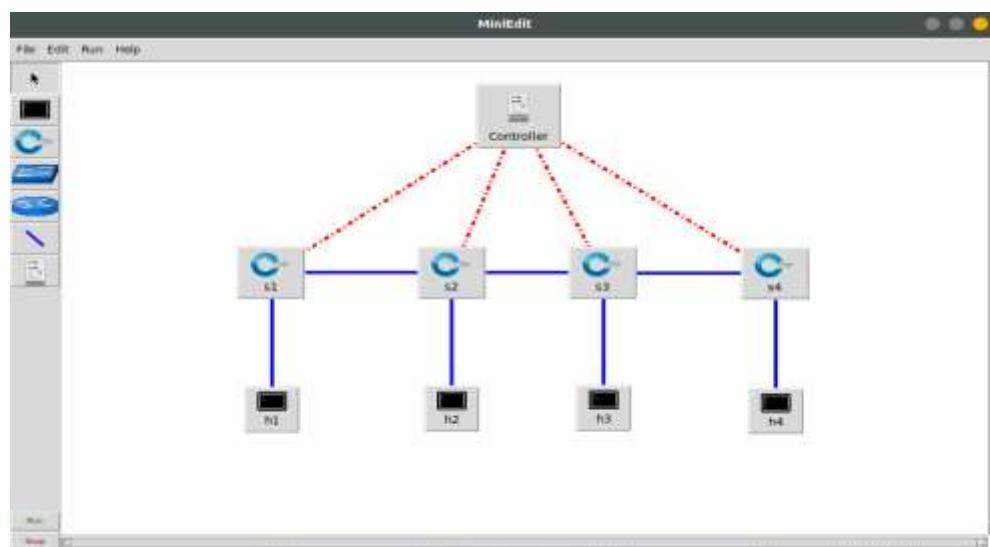 MiniEdit
File Edit Run Help
Controller
s1 s2 s3 s4
h1 h2 h3 h4
Run
Stop